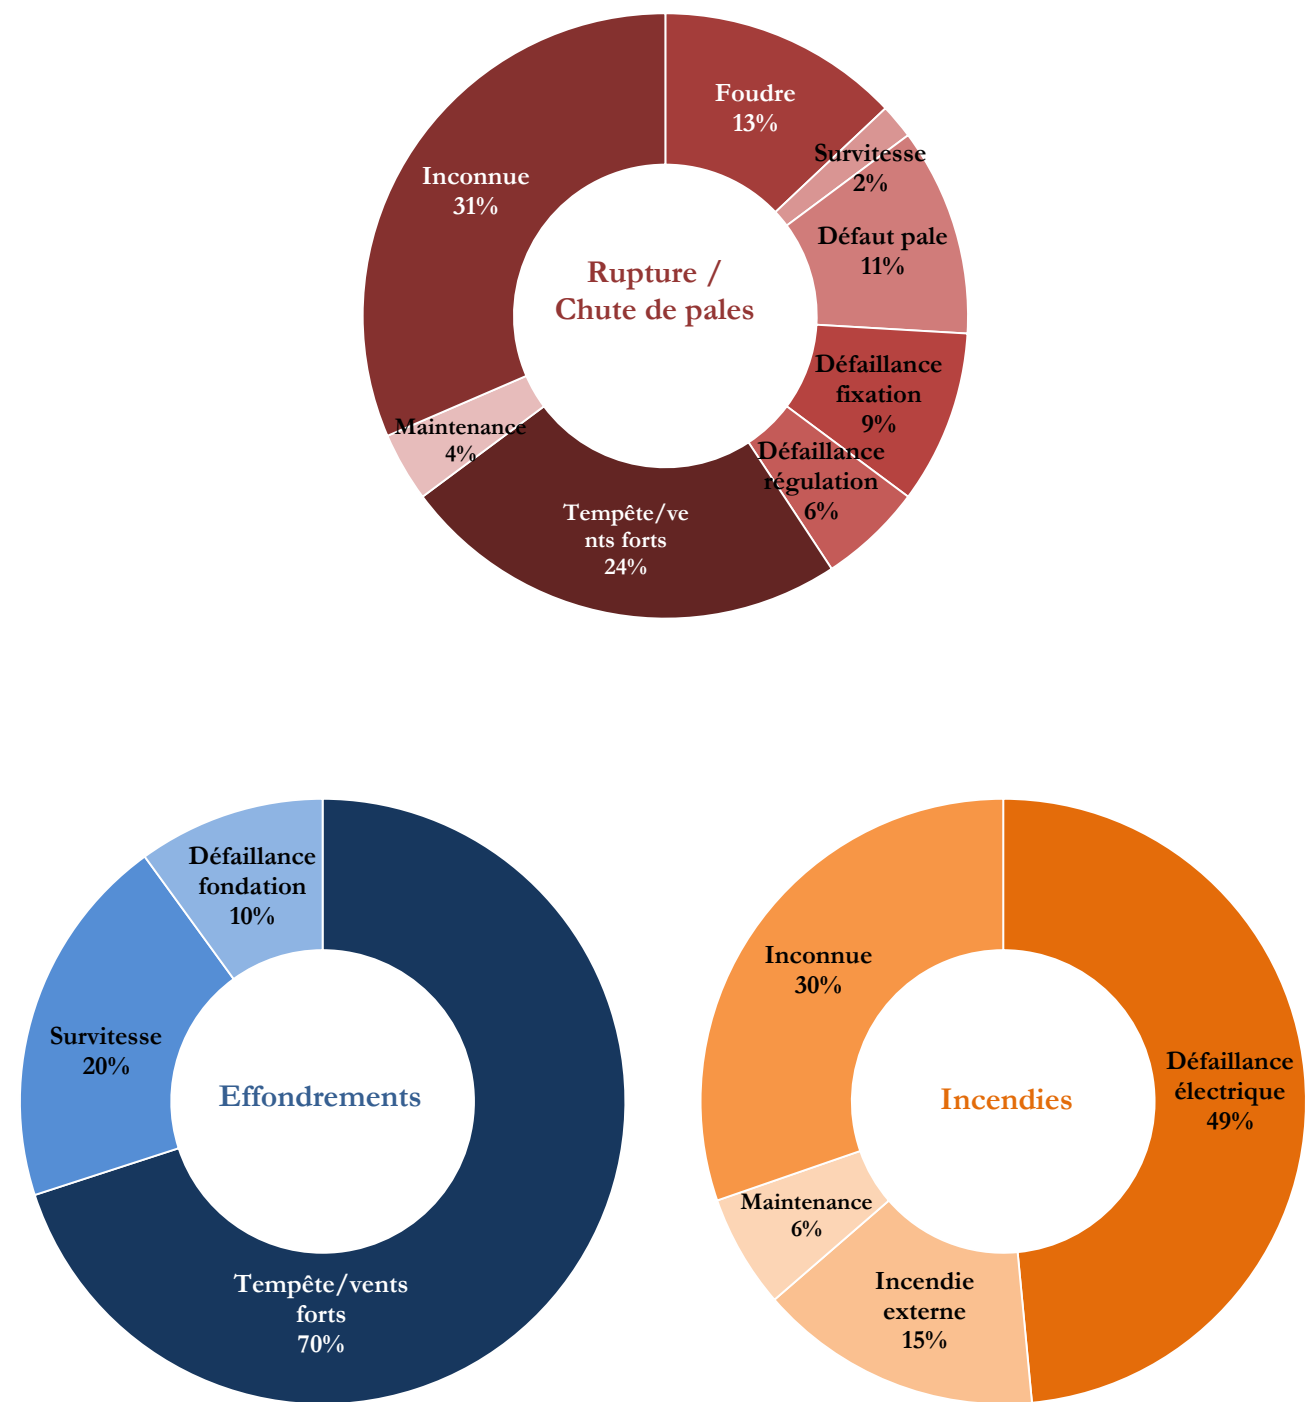 Foudre
13%
Survitesse
2%
Défaut pale
11%
Défaillance
fixation
9%
Défaillance
régulation
6%
Tempête/ve
nts forts
24%
Maintenance
4%
Inconnue
31%
Rupture /
Chute de pales
Défaillance
fondation
10%
Survitesse
20%
Effondrements
Tempête/vents
forts
70%
Inconnue
30%
Défaillance
électrique
49%
Incendies
Maintenance
6%
Incendie
externe
15%